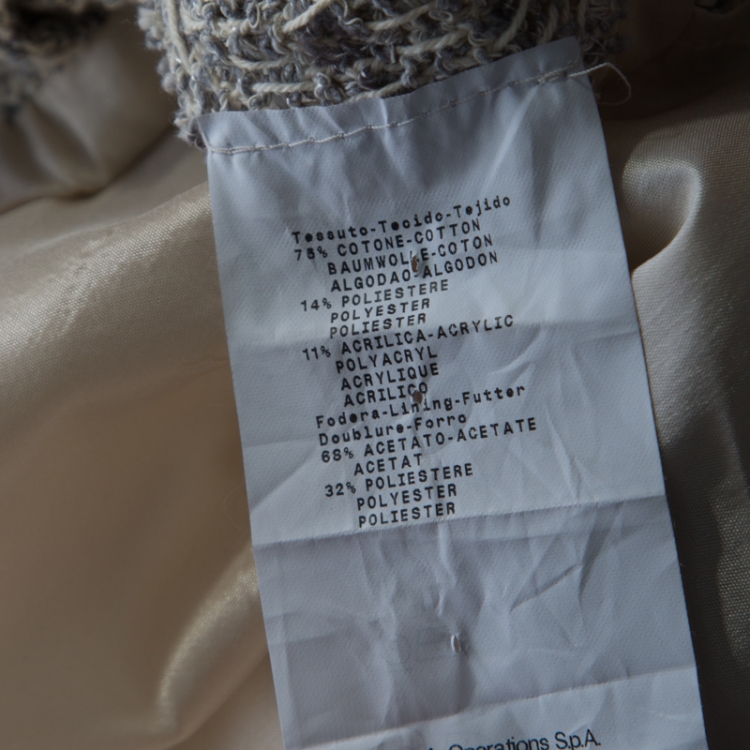 Tessuto-Tecido-Tejido
75% COTONE-COTTON
BAUMWOLLE-COTON
ALGODAO-ALGODON
14% POLIESTERE
POLYESTER
POLIESTER
11% ACRILICA-ACRYLIC
POLYACRYL
ACRYLIQUE
ACRILICO
Fodera-Lining-Futter
Doublure-Forro
68% ACETATO-ACETATE
ACETAT
32% POLIESTERE
POLYESTER
POLIESTER
Operations S.p.A.